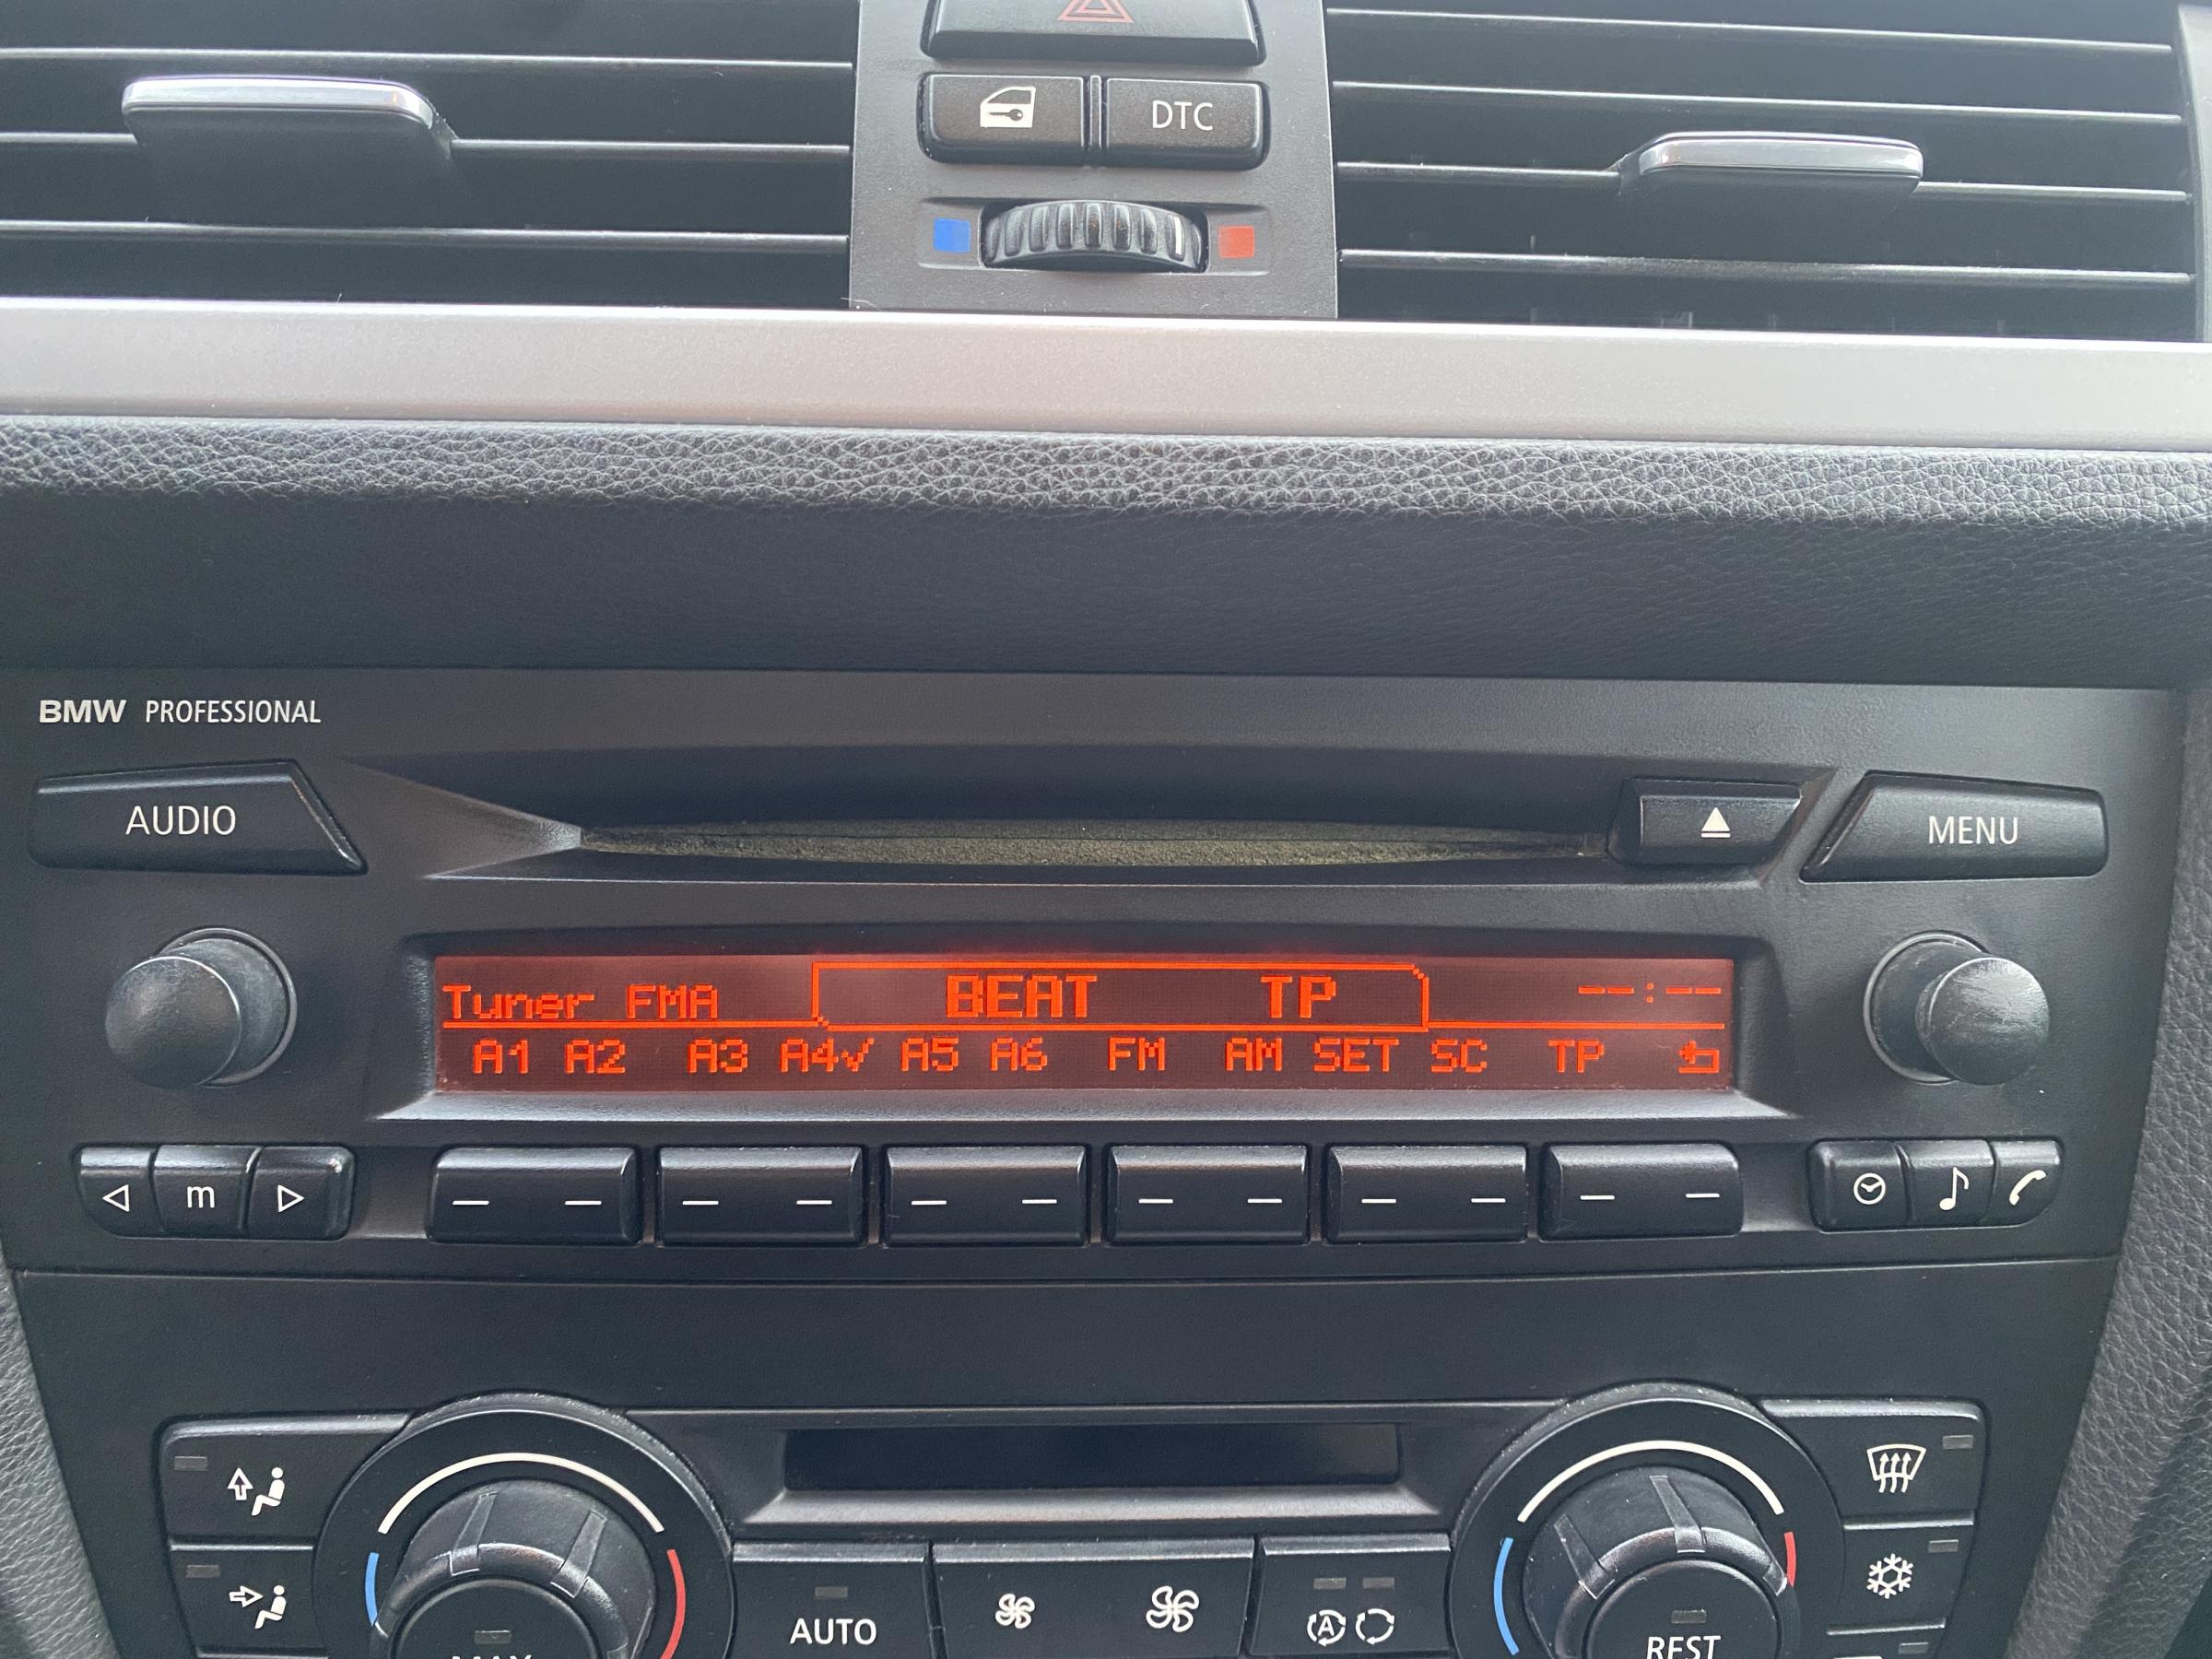 DTC
BMW PROFESSIONAL
AUDIO
MENU
Tuner FMA BEAT TP --:--
A1 A2 A3 A4✓ A5 A6 FM AM SET SC TP
m
AUTO
A
MAX
REST